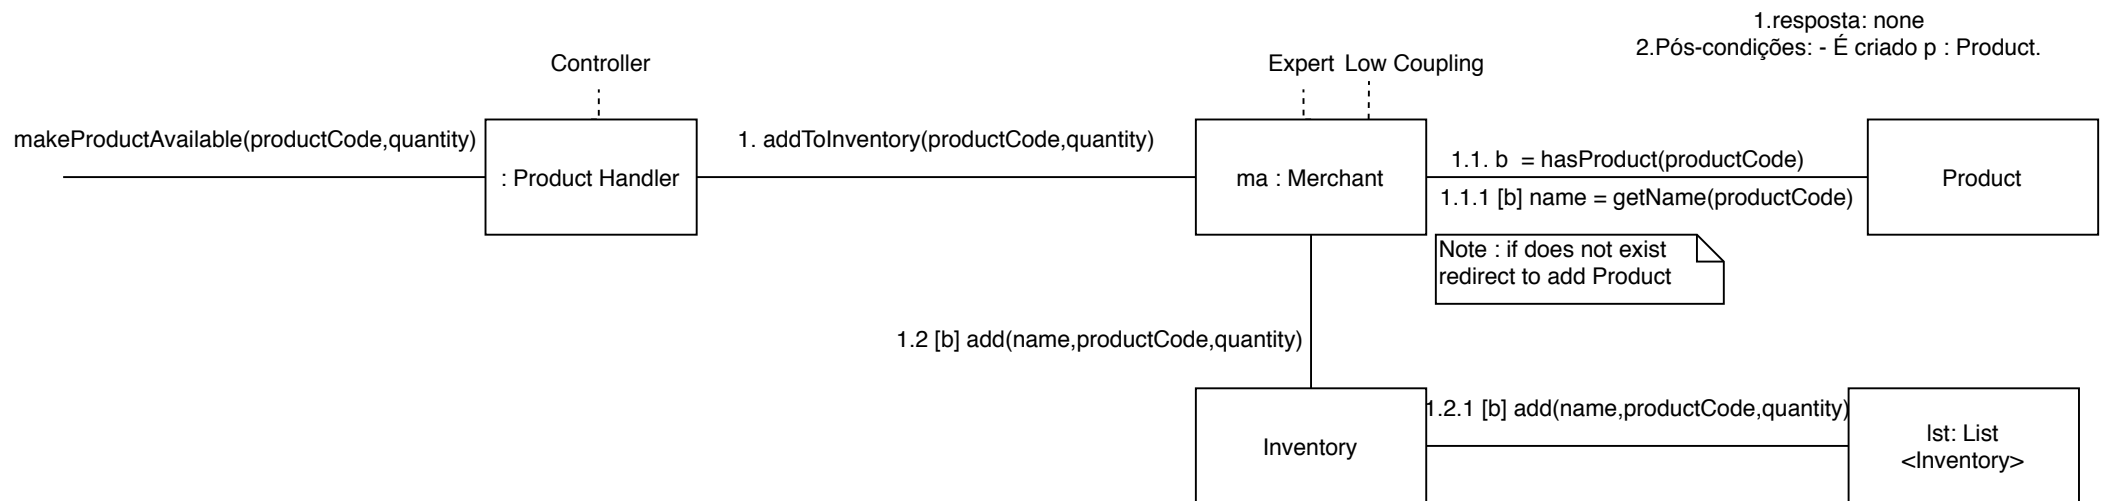 1.resposta: none
2.Pós-condições: - É criado p : Product.
Controller
Expert Low Coupling
makeProductAvailable(productCode,quantity)
1. addToInventory(productCode,quantity)
: Product Handler
ma : Merchant
1.1. b = hasProduct(productCode)
1.1.1 [b] name = getName(productCode)
Product
Note : if does not exist
redirect to add Product
1.2 [b] add(name,productCode,quantity)
Inventory
1.2.1 [b] add(name,productCode,quantity)
lst: List
<Inventory>